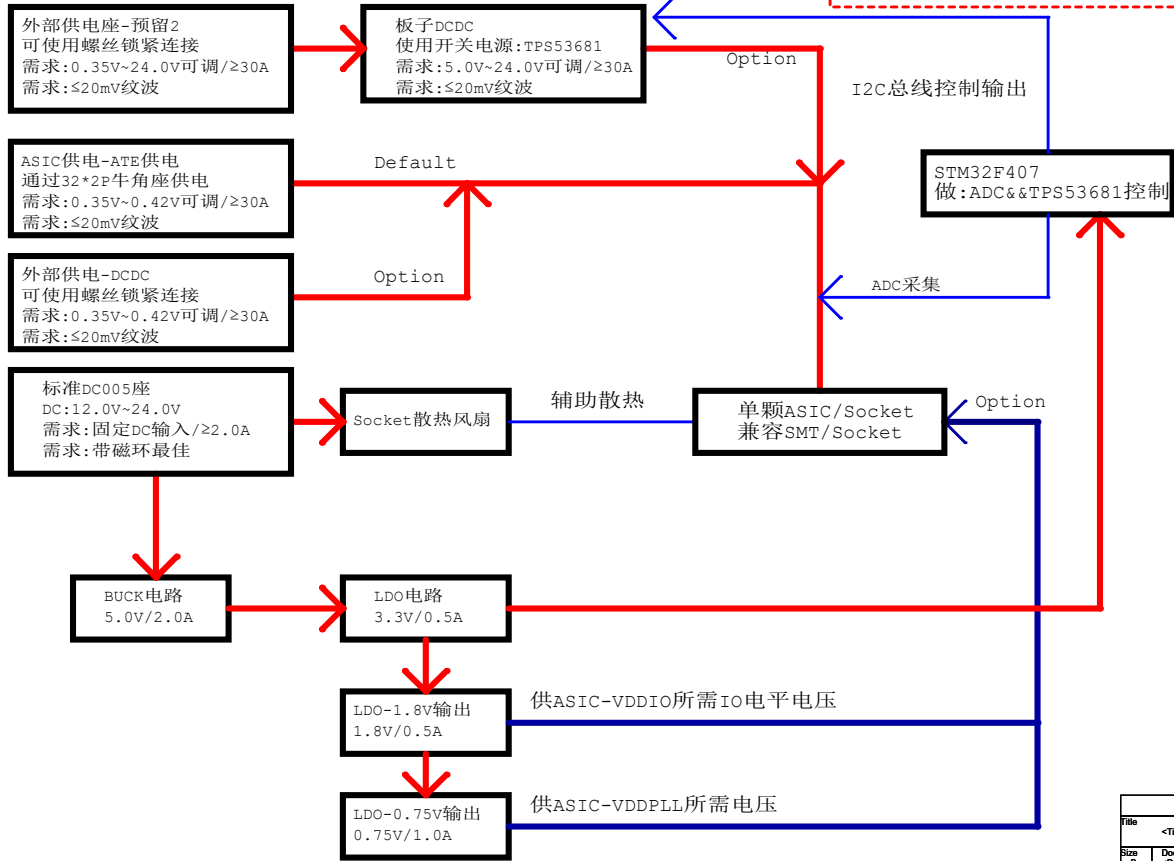 外部供电座-预留2
可使用螺丝锁紧连接
需求:0.35V~24.0V可调/≥30A
需求:≤20mV纹波
板子DCDC
使用开关电源:TPS53681
需求:5.0V~24.0V可调/≥30A
需求:≤20mV纹波
Option
I2C总线控制输出
ASIC供电-ATE供电
通过32*2P牛角座供电
需求:0.35V~0.42V可调/≥30A
需求:≤20mV纹波
Default
STM32F407
做:ADC&&TPS53681控制
外部供电-DCDC
可使用螺丝锁紧连接
需求:0.35V~0.42V可调/≥30A
需求:≤20mV纹波
Option
ADC采集
标准DC005座
DC:12.0V~24.0V
需求:固定DC输入/≥2.0A
需求:带磁环最佳
Socket散热风扇
辅助散热
单颗ASIC/Socket
兼容SMT/Socket
Option
BUCK电路
5.0V/2.0A
LDO电路
3.3V/0.5A
LDO-1.8V输出
1.8V/0.5A
供ASIC-VDDIO所需IO电平电压
LDO-0.75V输出
0.75V/1.0A
供ASIC-VDDPLL所需电压
Title
Size